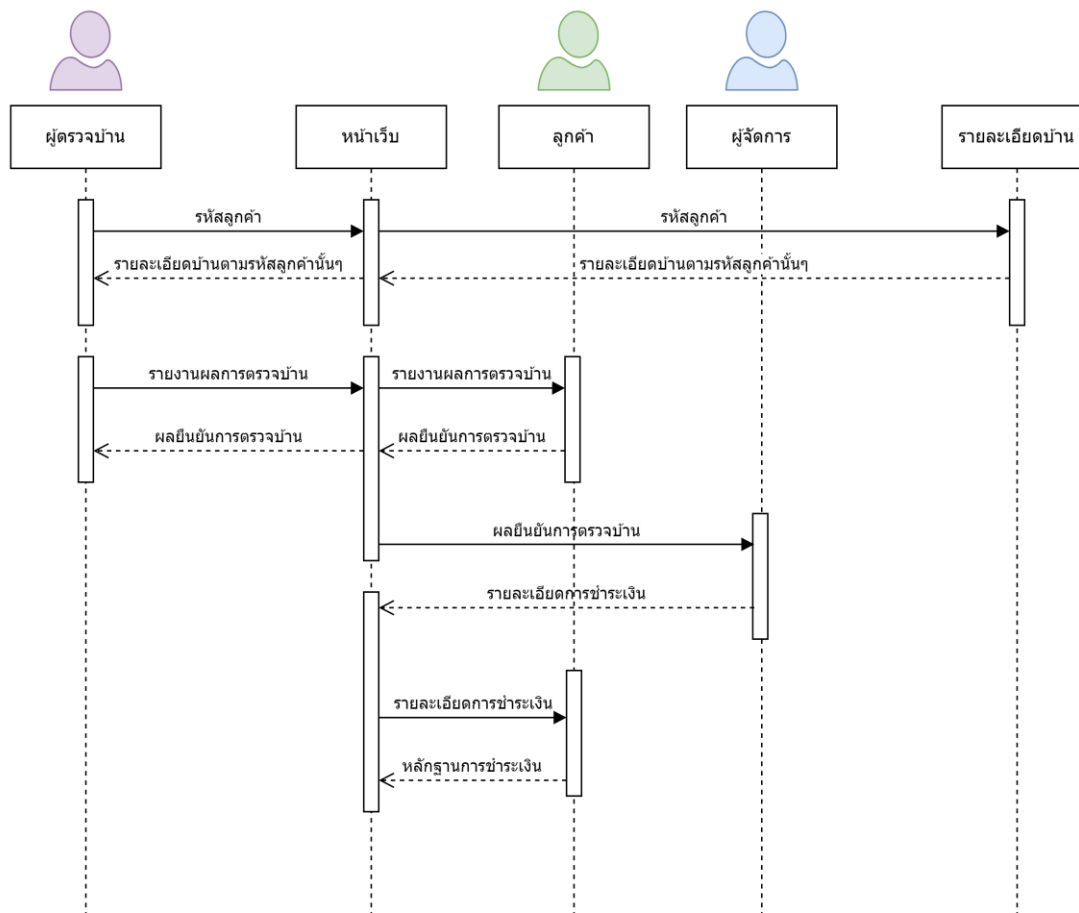 ผู้ตรวจบ้าน
หน้าเว็บ
ลูกค้า
ผู้จัดการ
รายละเอียดบ้าน
รหัสลูกค้า
รหัสลูกค้า
รายละเอียดบ้านตามรหัสลูกค้านั้นๆ
รายละเอียดบ้านตามรหัสลูกค้านั้นๆ
รายงานผลการตรวจบ้าน
รายงานผลการตรวจบ้าน
ผลยืนยันการตรวจบ้าน
ผลยืนยันการตรวจบ้าน
ผลยืนยันการตรวจบ้าน
รายละเอียดการชำระเงิน
รายละเอียดการชำระเงิน
หลักฐานการชำระเงิน